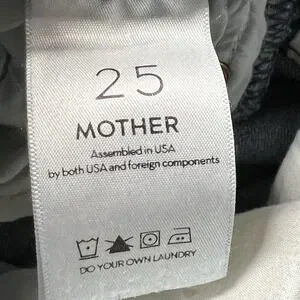 25
MOTHER
Assembled in USA
by both USA and foreign components
DO YOUR OWN LAUNDRY